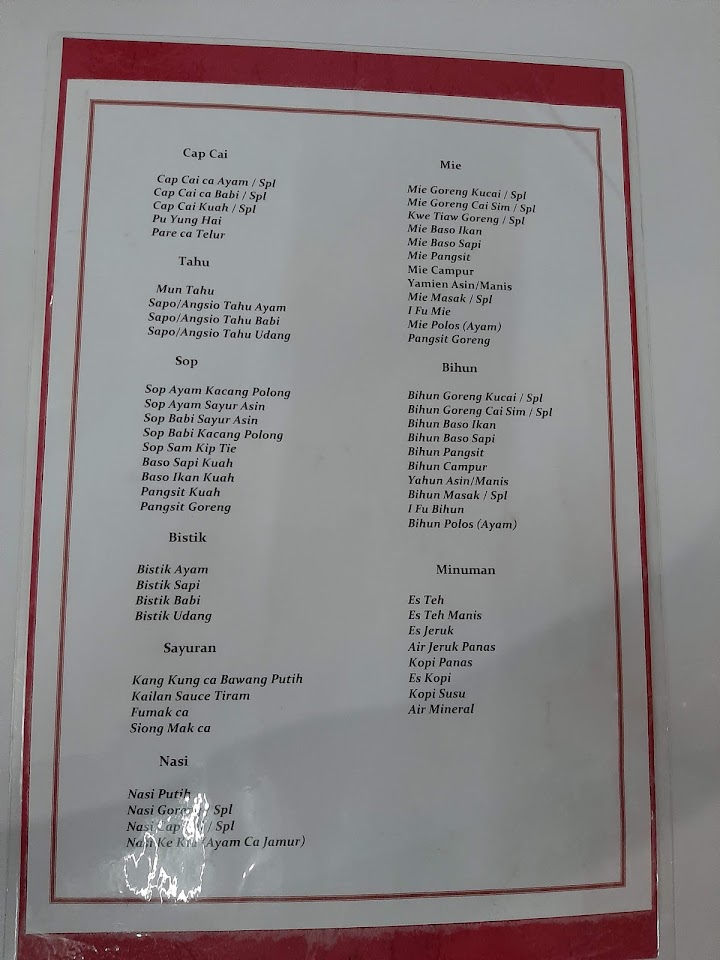 Cap Cai
Cap Cai ca Ayam / Spl
Cap Cai ca Babi / Spl
Cap Cai Kuah / Spl
Pu Yung Hai
Pare ca Telur
Tahu
Mun Tahu
Sapo/Angsio Tahu Ayam
Sapo/Angsio Tahu Babi
Sapo/Angsio Tahu Udang
Sop
Sop Ayam Kacang Polong
Sop Ayam Sayur Asin
Sop Babi Sayur Asin
Sop Babi Kacang Polong
Sop Sam Kip Tie
Baso Sapi Kuah
Baso Ikan Kuah
Pangsit Kuah
Pangsit Goreng
Bistik
Bistik Ayam
Bistik Sapi
Bistik Babi
Bistik Udang
Sayuran
Kang Kung ca Bawang Putih
Kailan Sauce Tiram
Fumak ca
Siong Mak ca
Nasi
Nasi Putih
Nasi Goreng / Spl
Nasi Cap Cai / Spl
Nasi Ke (Ayam Ca Jamur)
Mie
Mie Goreng Kucai / Spl
Mie Goreng Cai Sim / Spl
Kwe Tiaw Goreng / Spl
Mie Baso Ikan
Mie Baso Sapi
Mie Pangsit
Mie Campur
Yamien Asin/Manis
Mie Masak / Spl
I Fu Mie
Mie Polos (Ayam)
Pangsit Goreng
Bihun
Bihun Goreng Kucai / Spl
Bihun Goreng Cai Sim / Spl
Bihun Baso Ikan
Bihun Baso Sapi
Bihun Pangsit
Bihun Campur
Yahun Asin/Manis
Bihun Masak / Spl
I Fu Bihun
Bihun Polos (Ayam)
Minuman
Es Teh
Es Teh Manis
Es Jeruk
Air Jeruk Panas
Kopi Panas
Es Kopi
Kopi Susu
Air Mineral